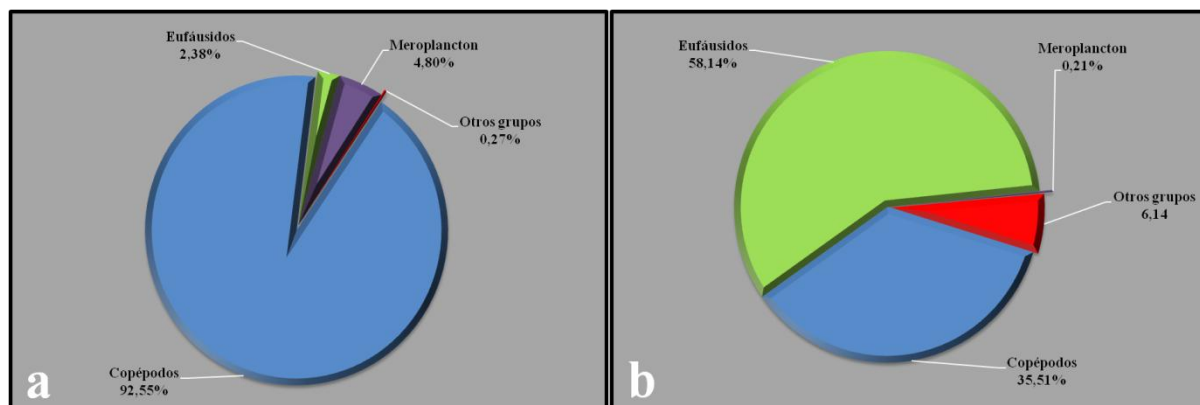 Eufáusidos
2,38%
Meroplancton
4,80%
Otros grupos
0,27%
Copépodos
92,55%
a
Eufáusidos
58,14%
Meroplancton
0,21%
Otros grupos
6,14
Copépodos
35,51%
b